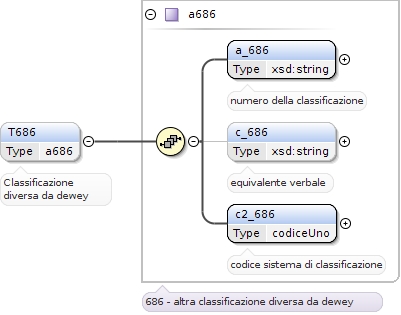 a686
a_686
Type xsd:string
numero della classificazione
T686
Type a686
Classificazione
diversa da dewey
c_686
Type xsd:string
equivalente verbale
c2_686
Type codiceUno
codice sistema di classificazione
686 - altra classificazione diversa da dewey